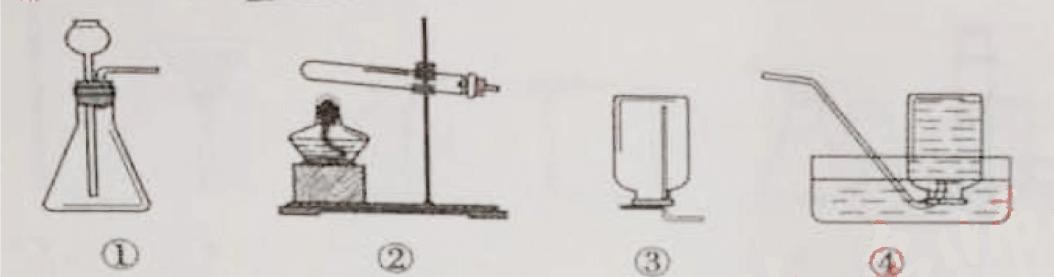 ① ② ③ ④